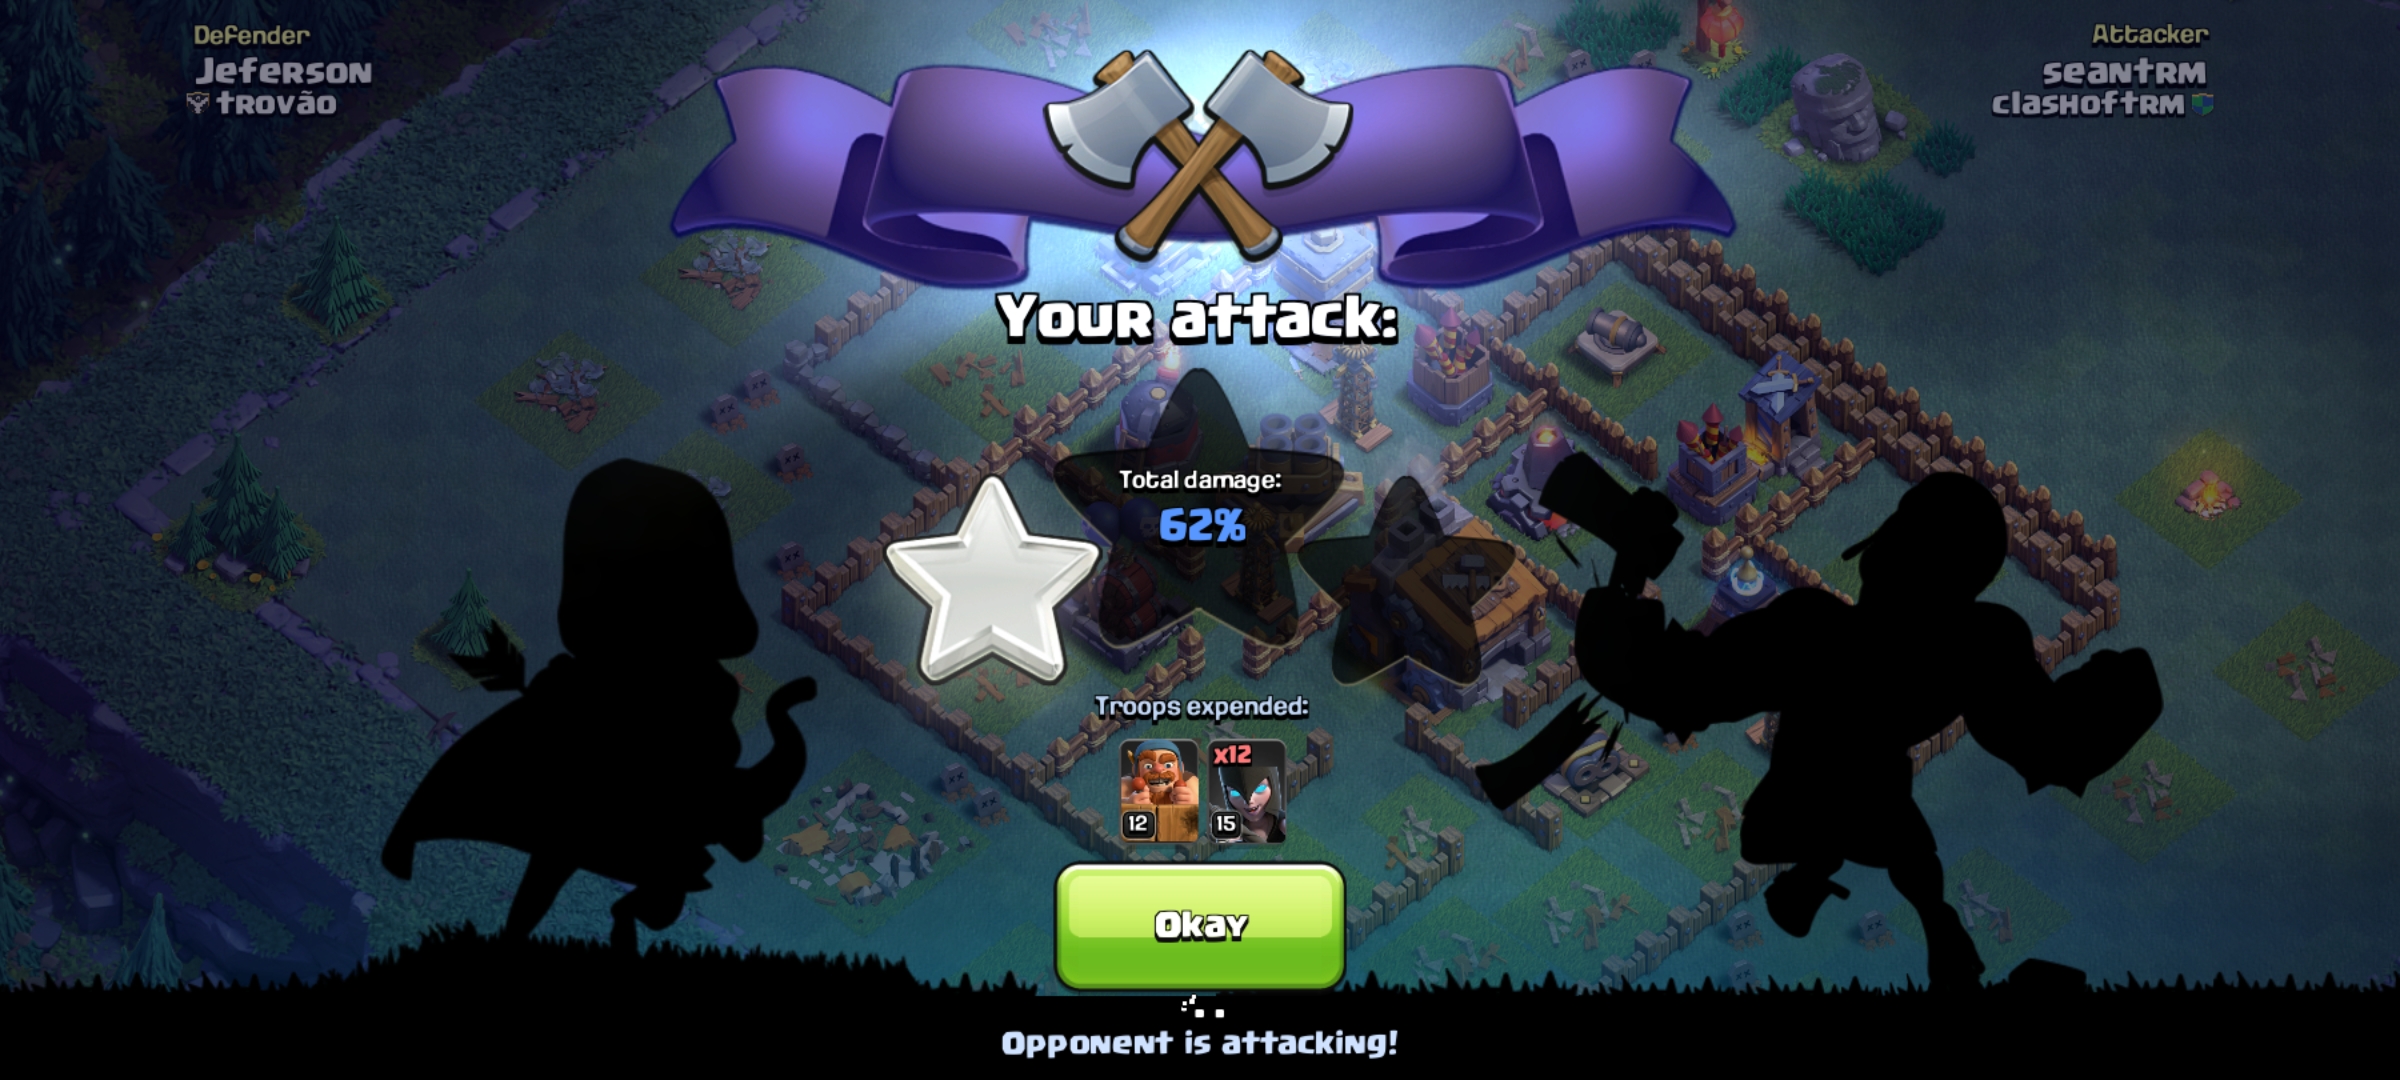 Defender
Jeferson
trovão
Attacker
seantrm
clashoftrm
Your attack:
Total damage:
62%
Troops expended:
x12
12
15
Okay
Opponent is attacking!